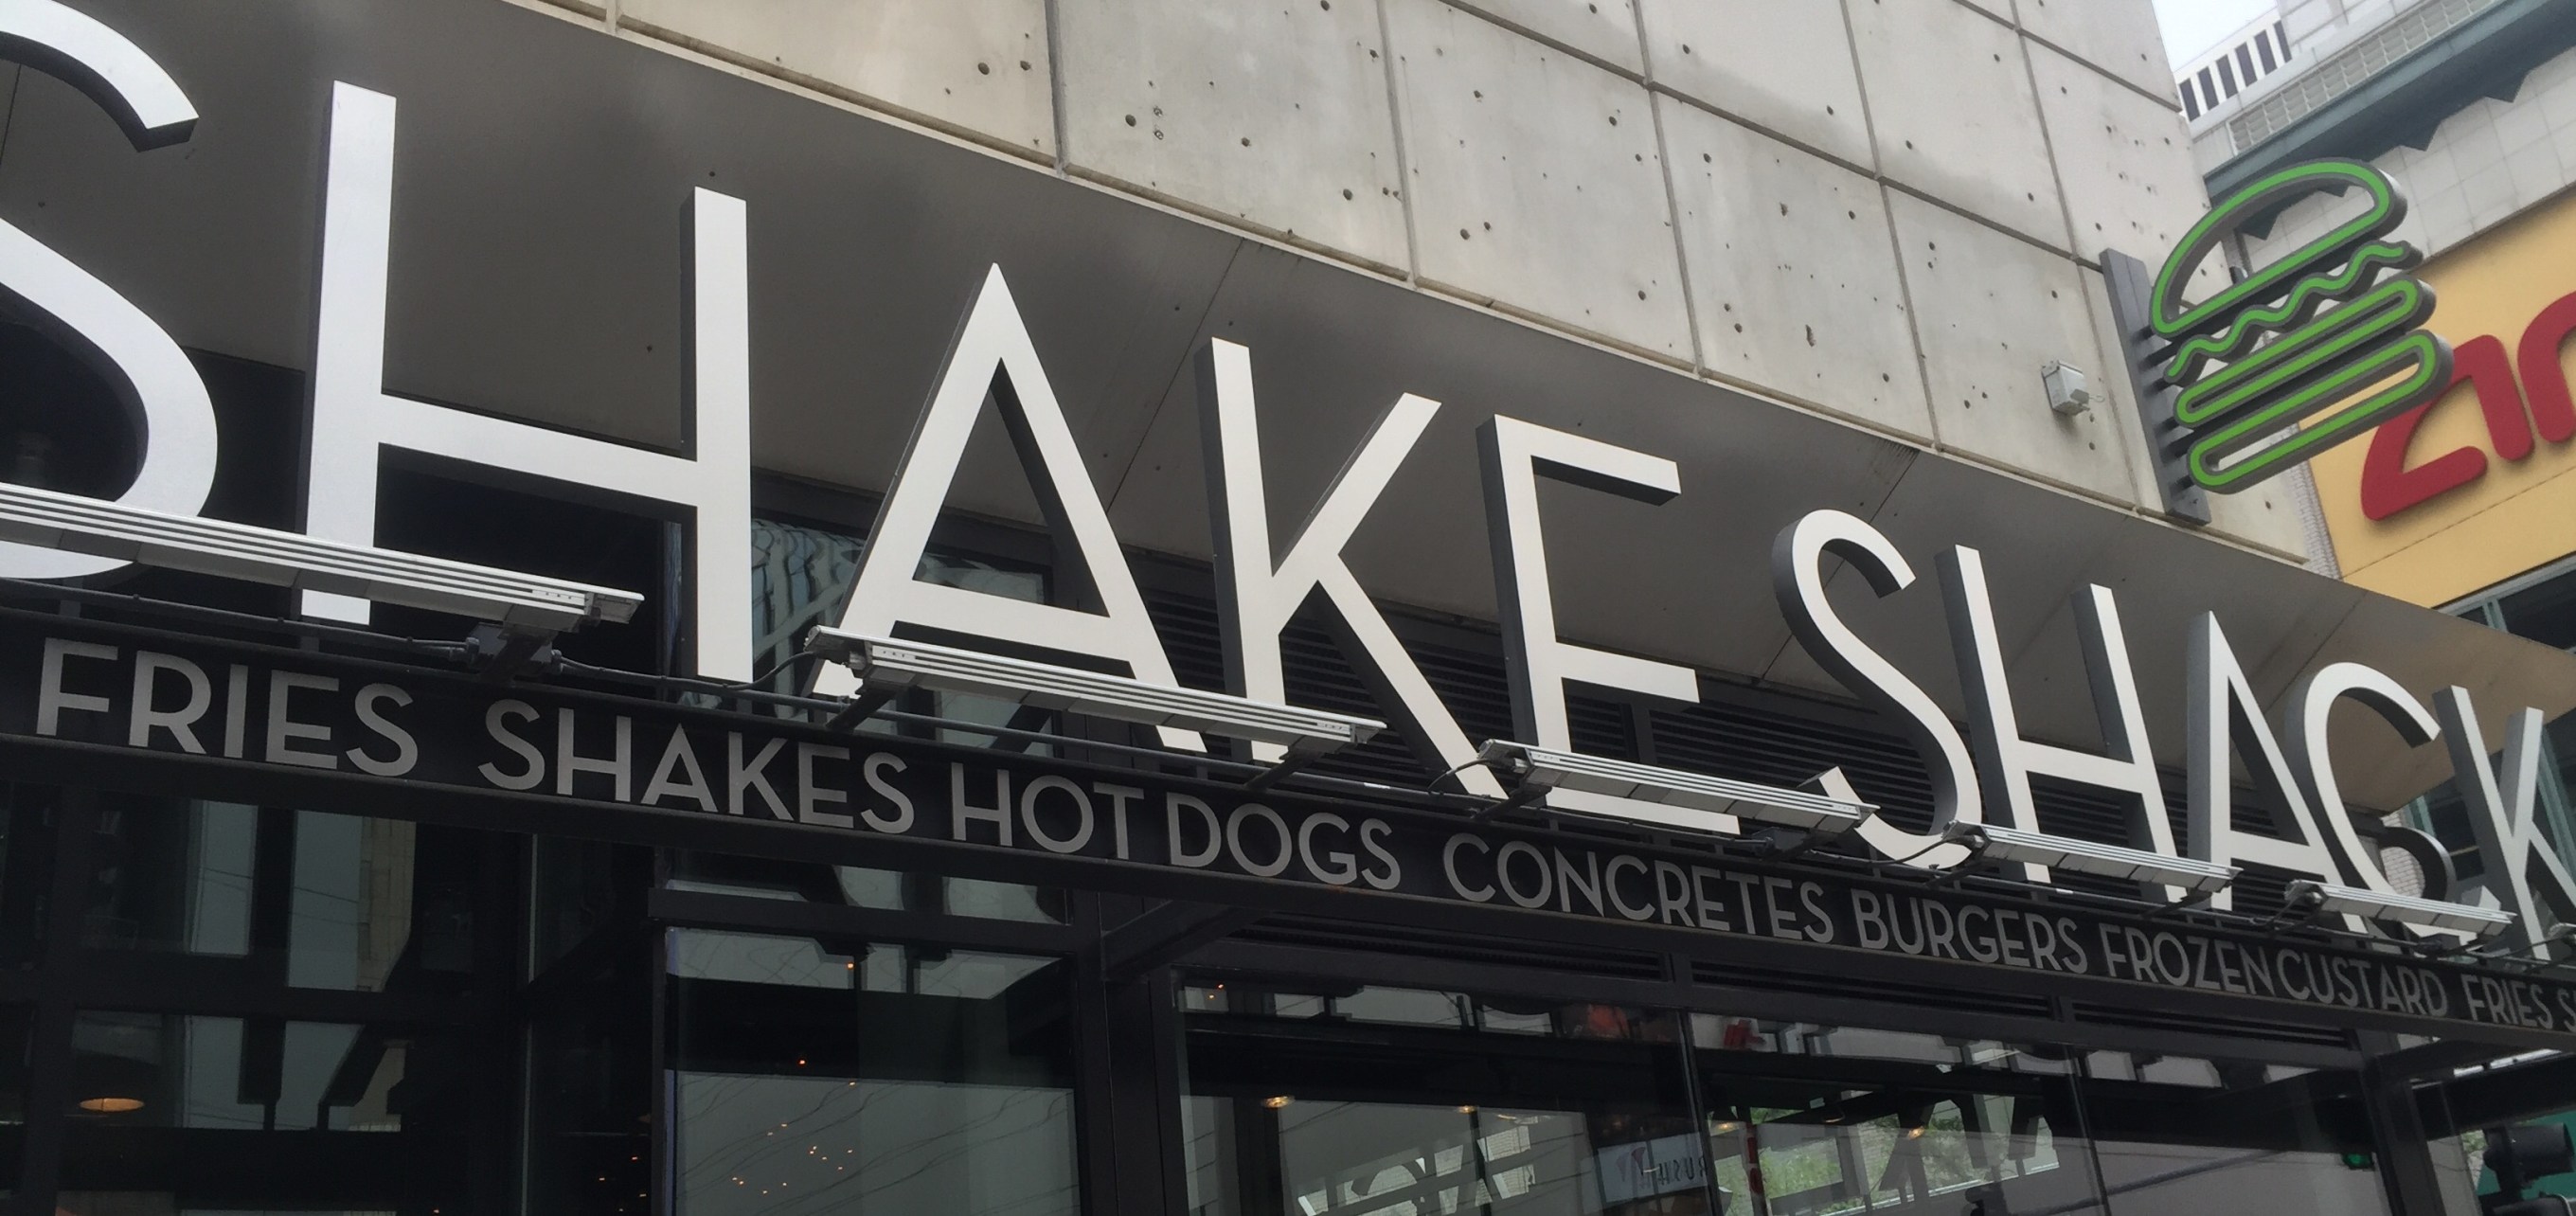 SHAKE SHACK
FRIES SHAKES HOT DOGS CONCRETES BURGERS FROZEN CUSTARD FRIES S